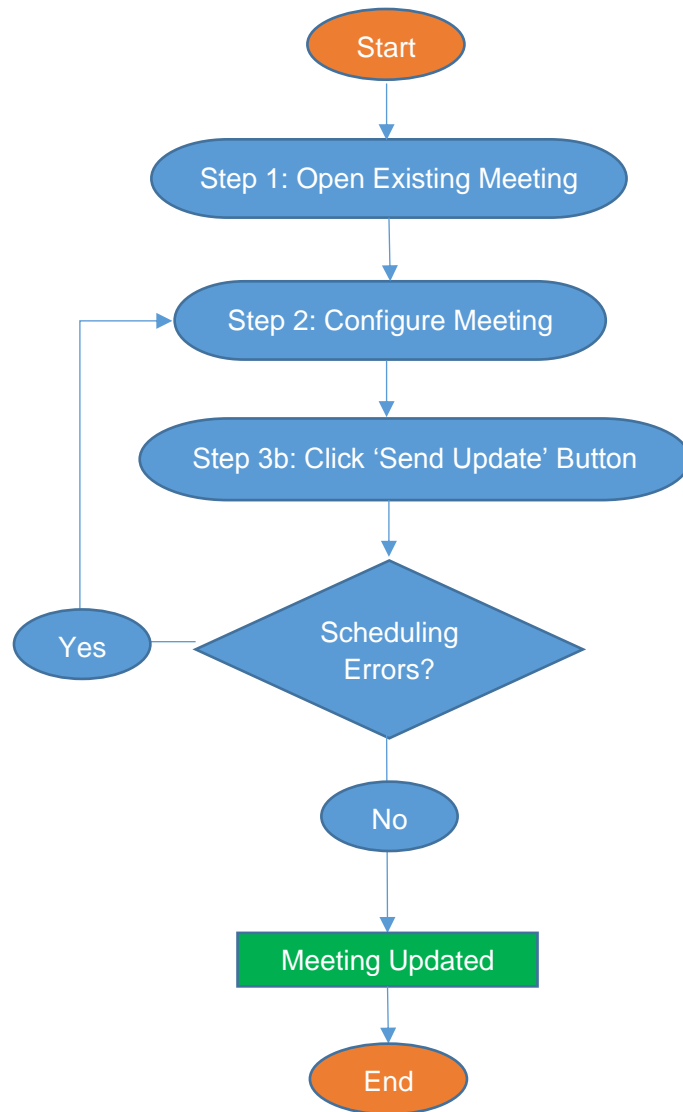 Start
Step 1: Open Existing Meeting
Step 2: Configure Meeting
Step 3b: Click ‘Send Update’ Button
Scheduling
Errors?
Yes
No
Meeting Updated
End